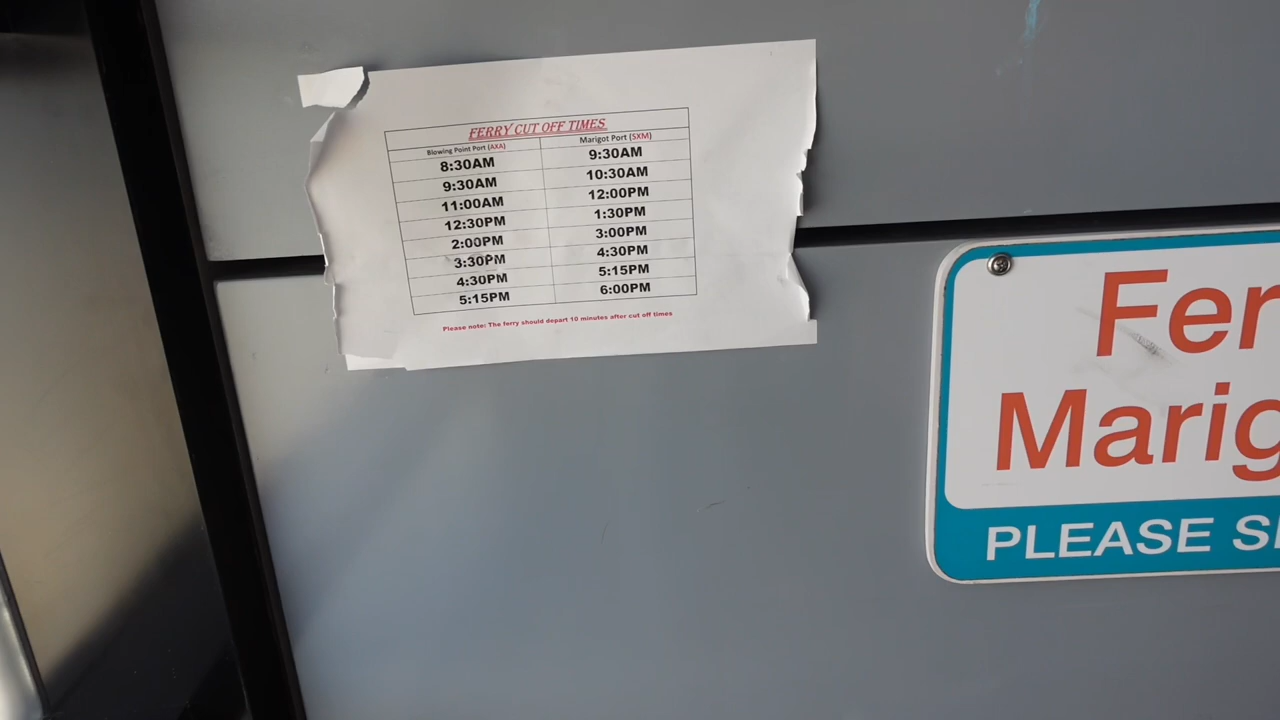 FERRY CUT OFF TIMES
Blowing Point Port (AXA) Marigot Port (SXM)
8:30AM 9:30AM
9:30AM 10:30AM
11:00AM 12:00PM
12:30PM 1:30PM
2:00PM 3:00PM
3:30PM 4:30PM
4:30PM 5:15PM
5:15PM 6:00PM
Please note: The ferry should depart 10 minutes after cut off times
Fer
Marig
PLEASE S